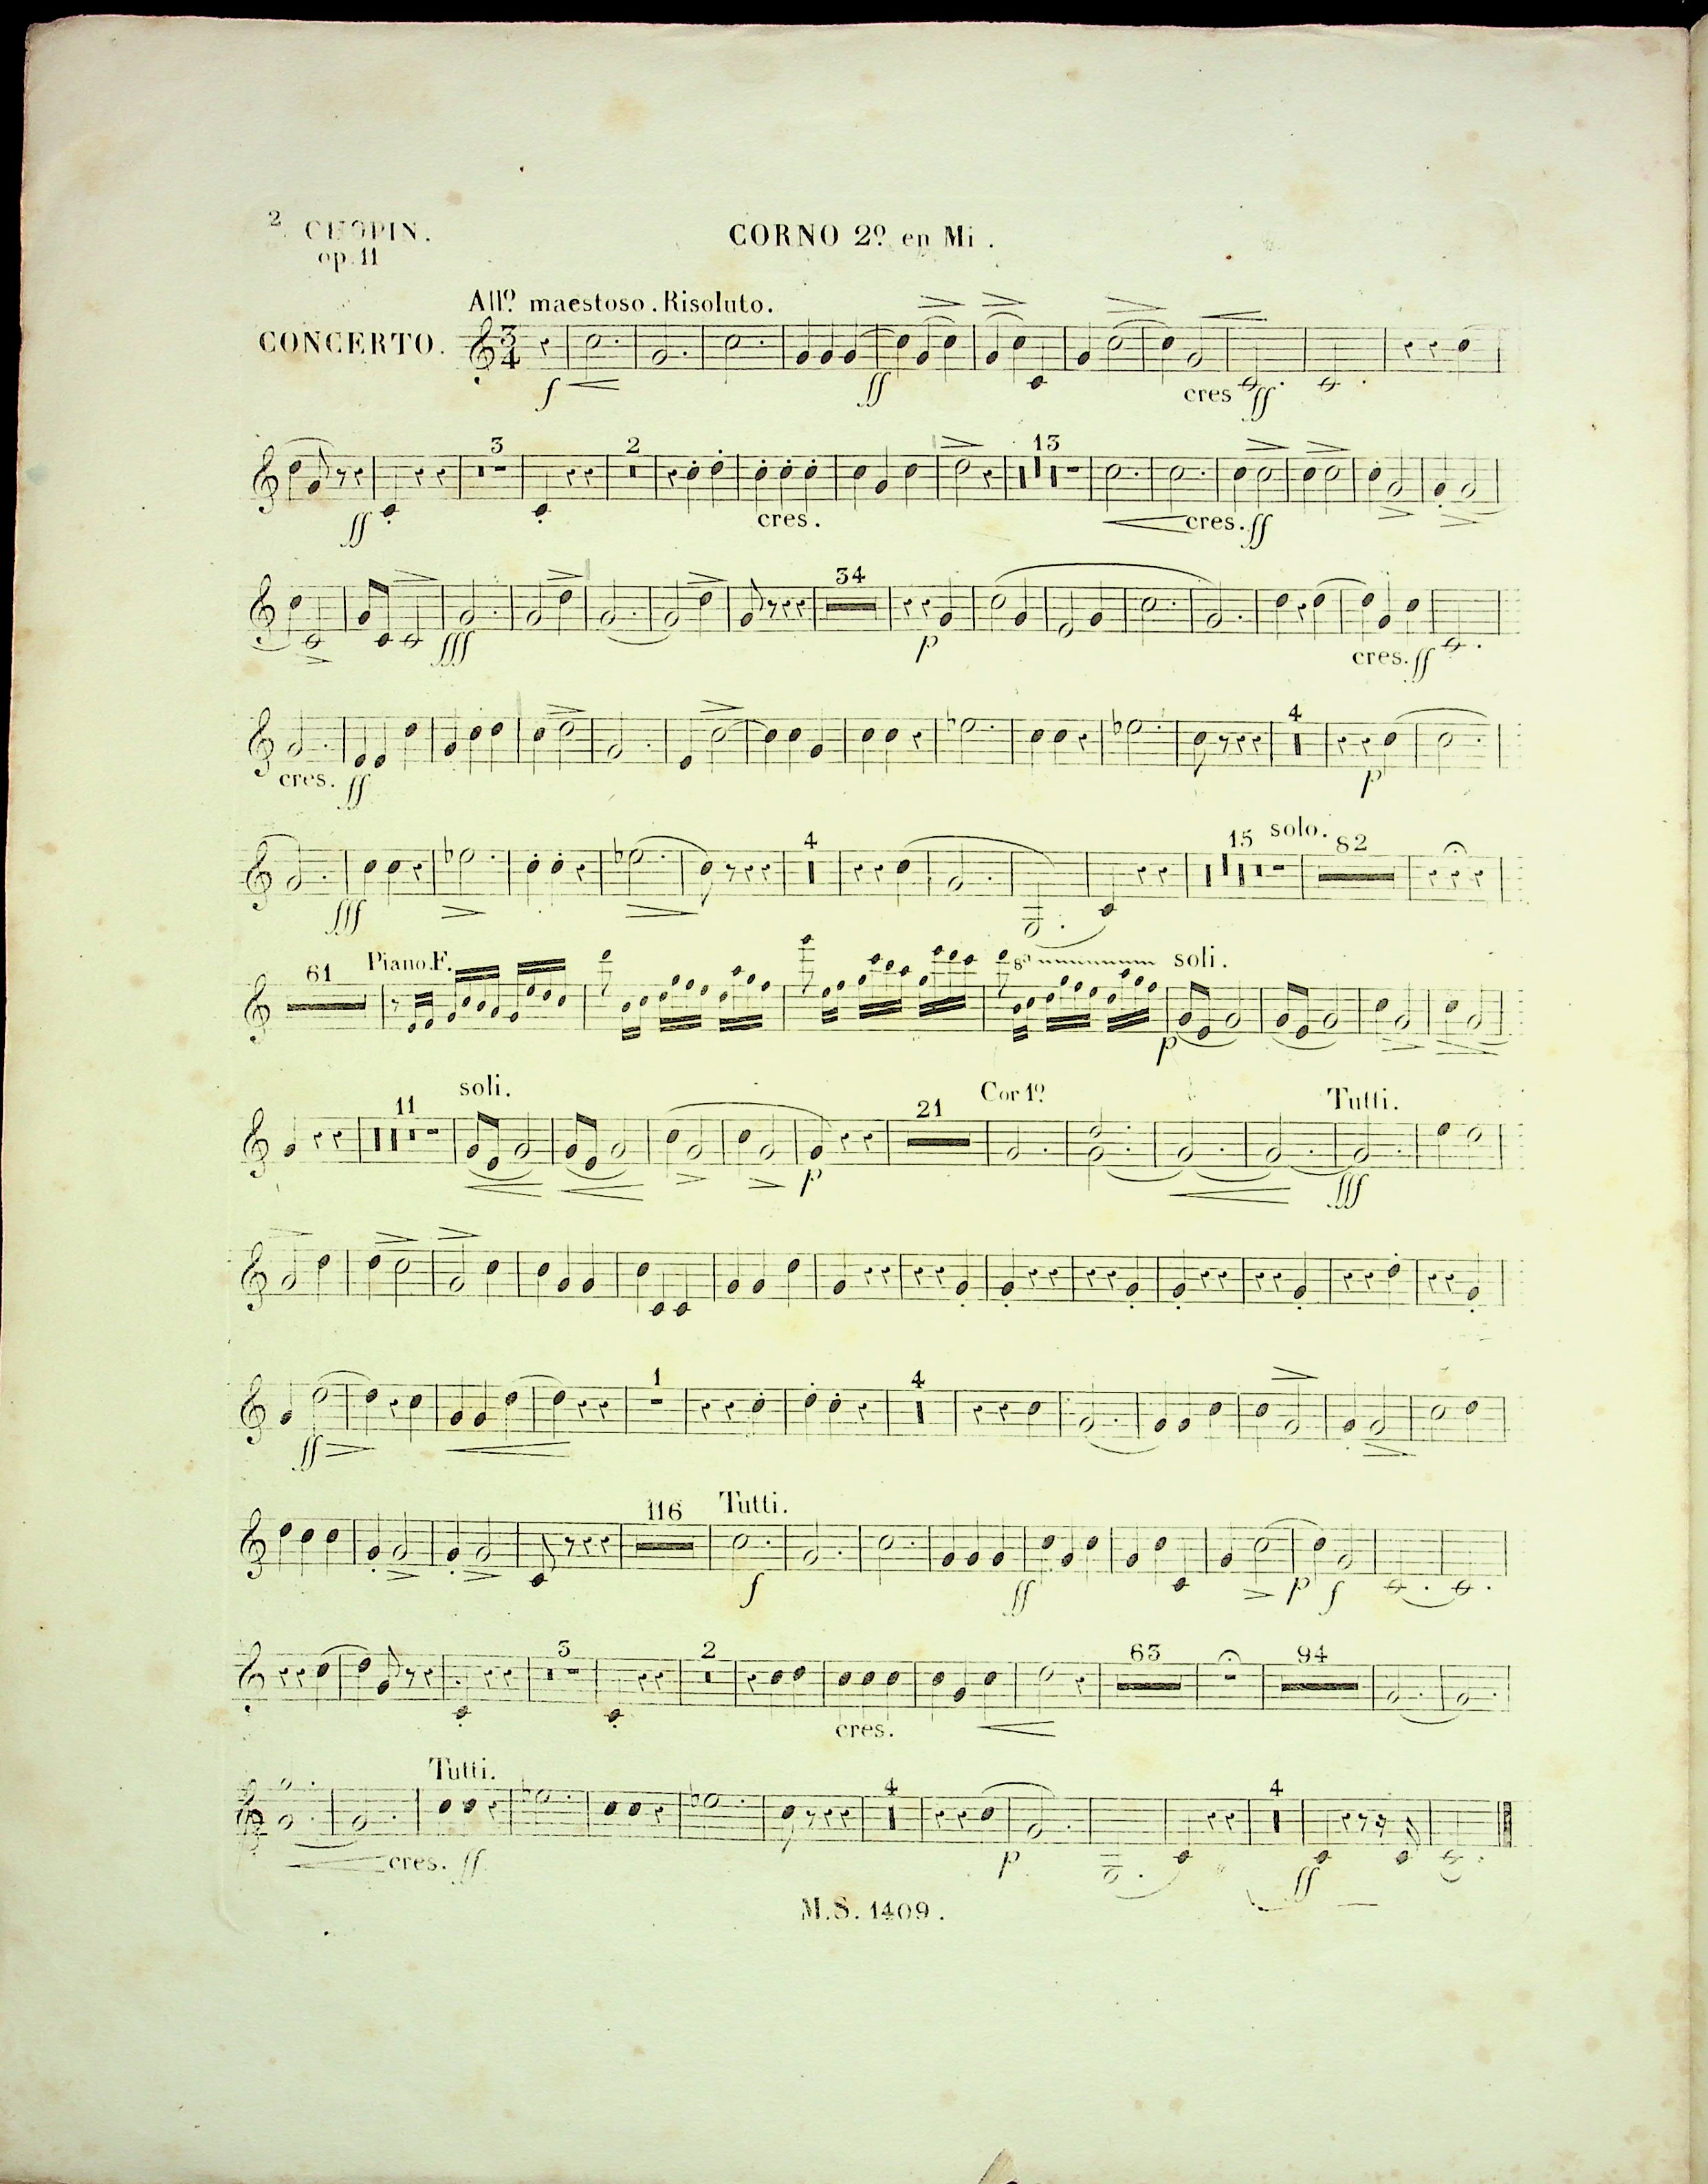 2 CHOPIN.
op. 11
CORNO 2º en Mi.
Allº maestoso. Risoluto.
CONCERTO.
3
4
f ff cres ff
3 2 13
ff cres. cres. ff
34
fff p cres. ff
4
cres. ff p
4 15 solo. 82
fff
61 Piano.F. 8ª soli.
p
11 soli. 21 Cor 1º Tutti.
p fff
1 4
ff
116 Tutti.
f ff p f
3 2 63 94
cres.
Tutti. 4 4
cres. ff p ff
M.S. 1409.